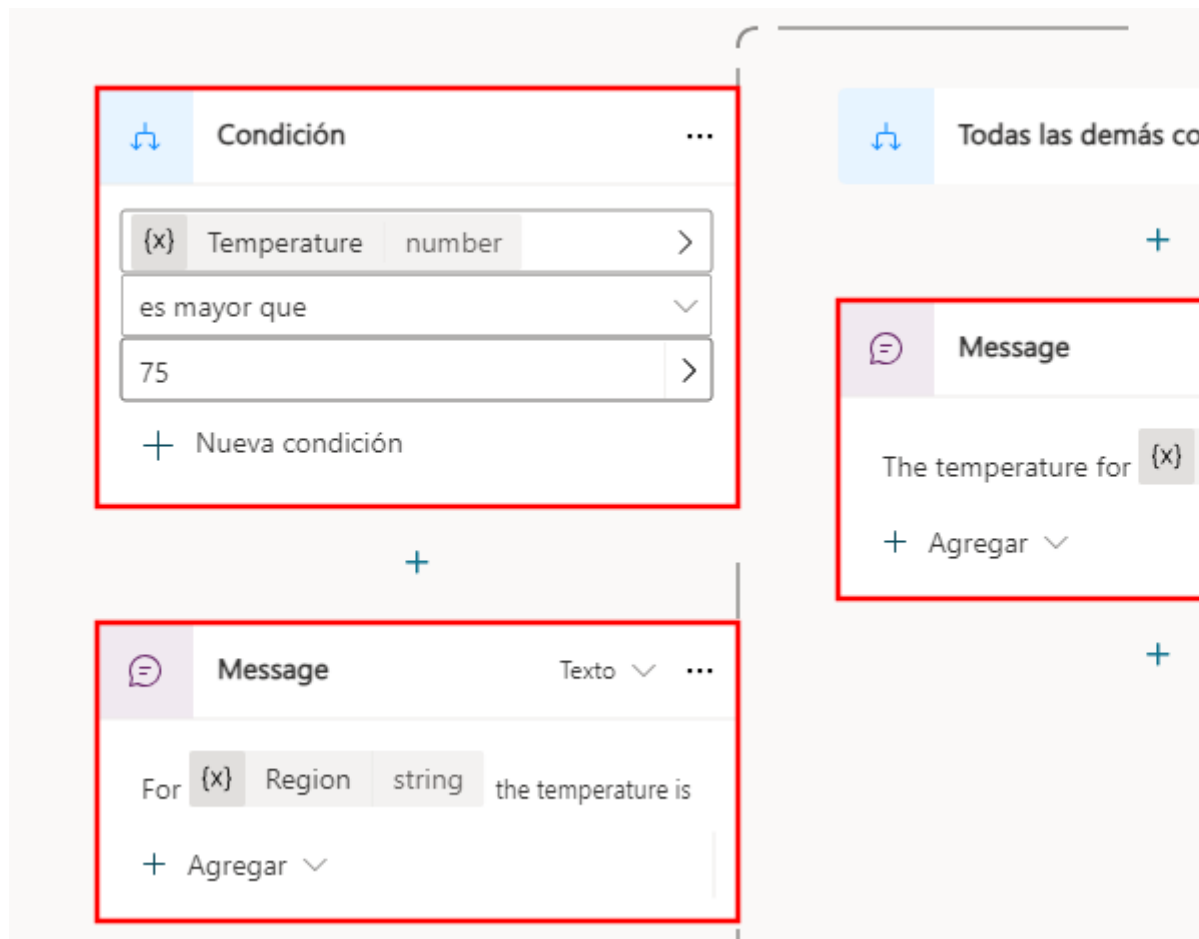 Condición
{x} Temperature number
es mayor que
75
Nueva condición
Message Texto
For {x} Region string the temperature is
Agregar
Todas las demás
Message
The temperature for {x}
Agregar